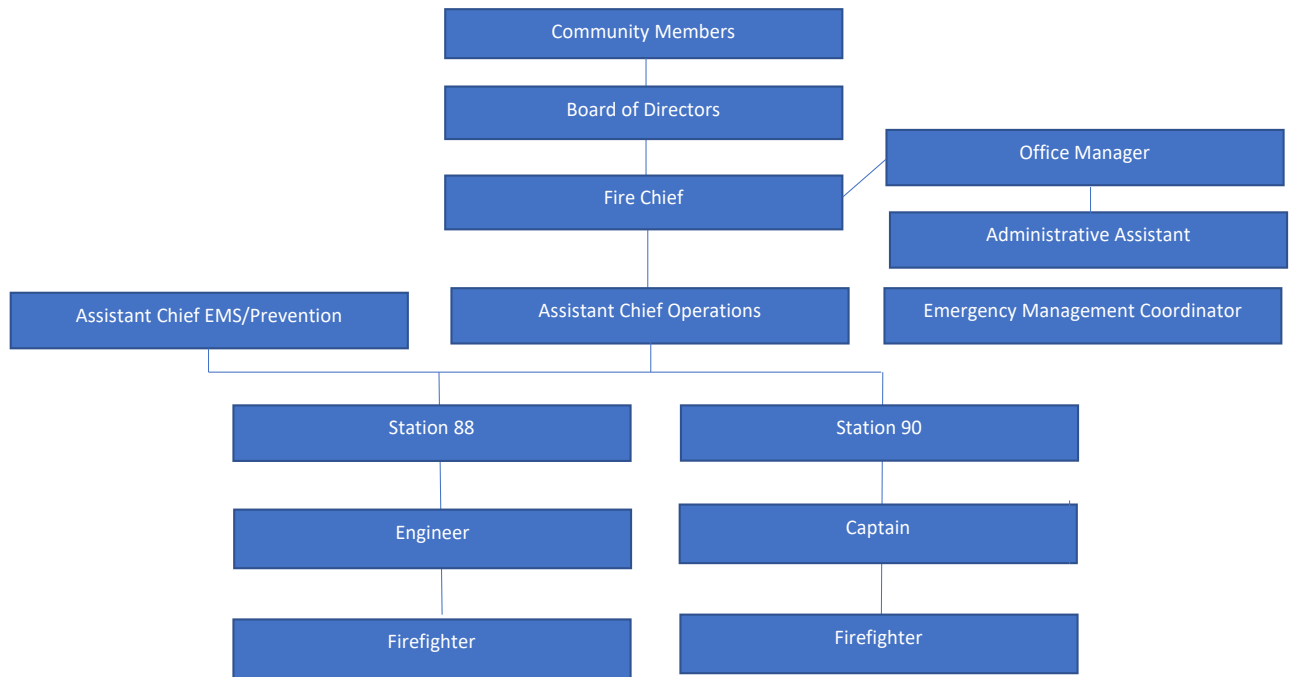 Community Members
Board of Directors
Office Manager
Fire Chief
Administrative Assistant
Assistant Chief EMS/Prevention
Assistant Chief Operations
Emergency Management Coordinator
Station 88
Station 90
Engineer
Captain
Firefighter
Firefighter